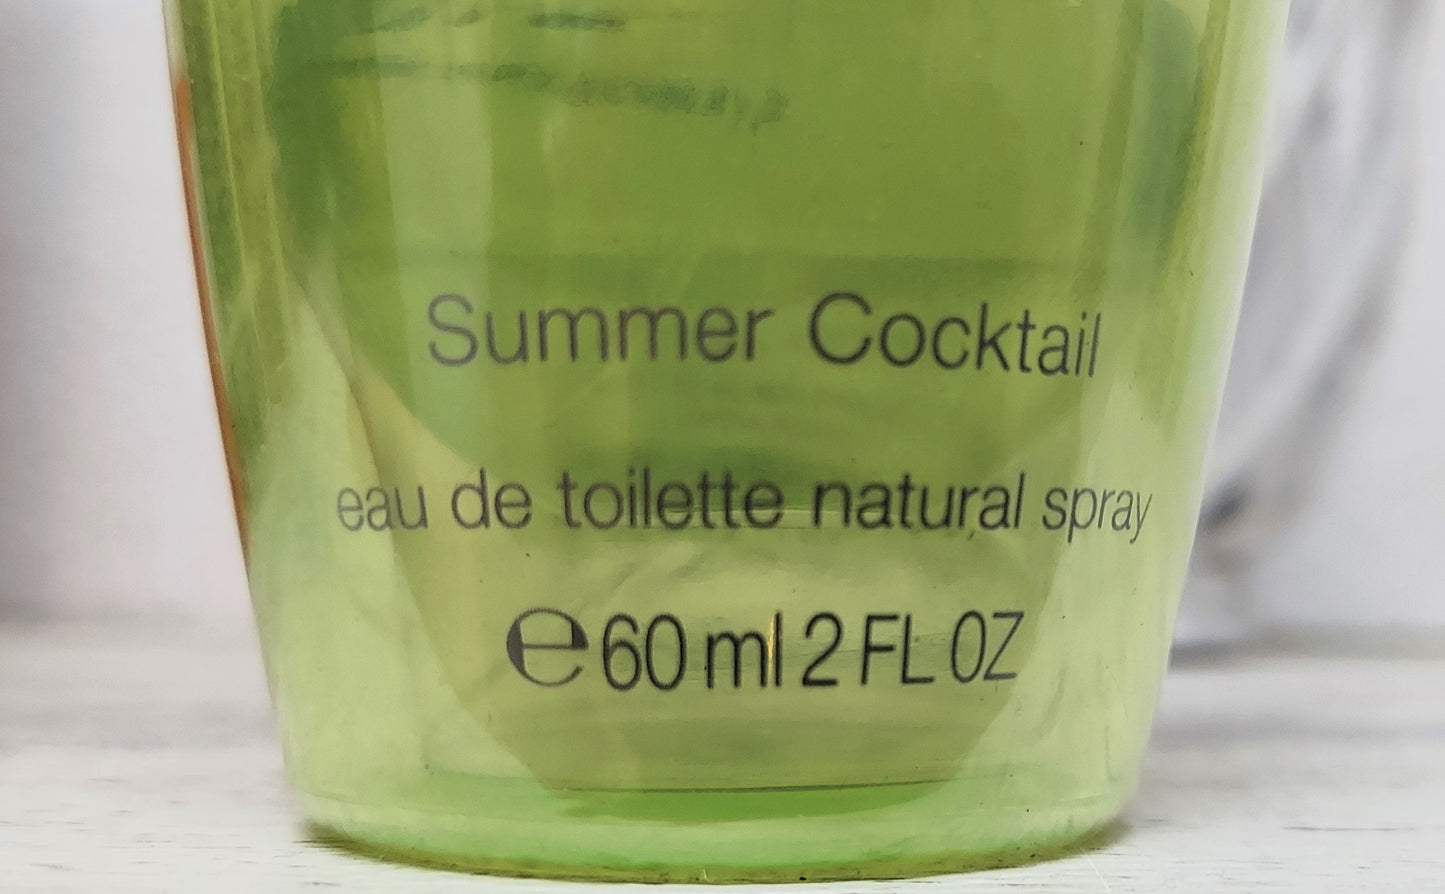 Summer Cocktail
eau de toilette natural spray
℮ 60 ml 2 FL OZ